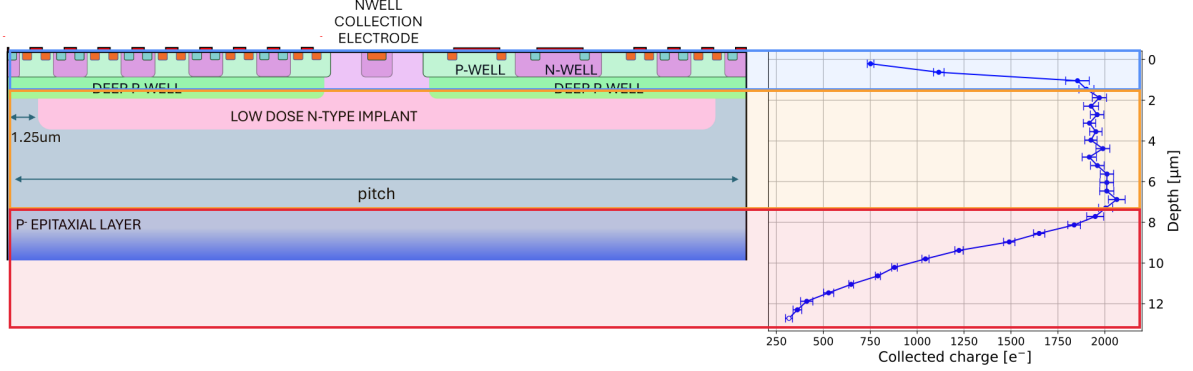 NWELL
COLLECTION
ELECTRODE
P-WELL
N-WELL
DEEP P-WELL
DEEP P-WELL
LOW DOSE N-TYPE IMPLANT
1.25um
pitch
P- EPITAXIAL LAYER
0
2
4
6
8
10
12
Depth [μm]
250 500 750 1000 1250 1500 1750 2000
Collected charge [e⁻]